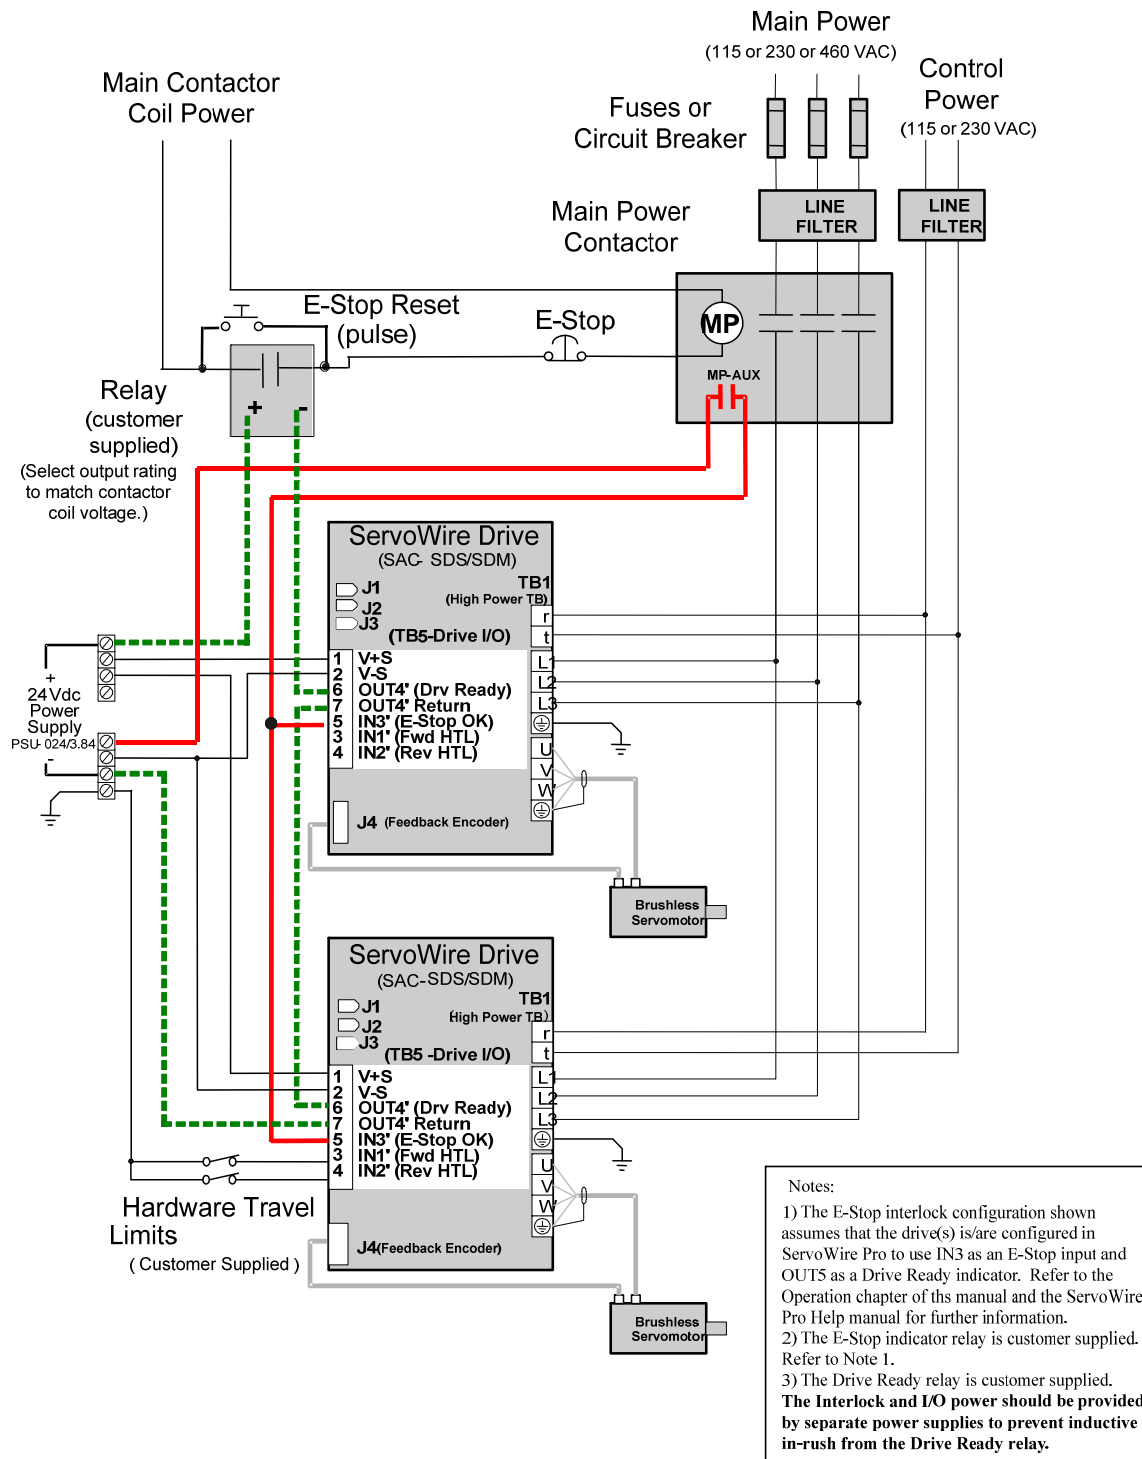 Main Power
(115 or 230 or 460 VAC)
Control
Power
(115 or 230 VAC)
Main Contactor
Coil Power
Fuses or
Circuit Breaker
LINE
FILTER
LINE
FILTER
Main Power
Contactor
E-Stop Reset
(pulse)
E-Stop
MP
MP-AUX
Relay
(customer
supplied)
(Select output rating
to match contactor
coil voltage.)
+ -
ServoWire Drive
(SAC- SDS/SDM)
J1
J2
J3
TB1
(High Power TB)
(TB5-Drive I/O)
r
t
L1
L2
L3
U
V
W
1 V+S
2 V-S
6 OUT4' (Drv Ready)
7 OUT4' Return
5 IN3' (E-Stop OK)
3 IN1' (Fwd HTL)
4 IN2' (Rev HTL)
J4 (Feedback Encoder)
+
24Vdc
Power
Supply
PSU-024/3.84
-
Brushless
Servomotor
ServoWire Drive
(SAC-SDS/SDM)
J1
J2
J3
TB1
High Power TB)
(TB5 -Drive I/O)
r
t
L1
L2
L3
U
V
W
1 V+S
2 V-S
6 OUT4' (Drv Ready)
7 OUT4' Return
5 IN3' (E-Stop OK)
3 IN1' (Fwd HTL)
4 IN2' (Rev HTL)
J4(Feedback Encoder)
Hardware Travel
Limits
( Customer Supplied )
Brushless
Servomotor
Notes:
1) The E-Stop interlock configuration shown
assumes that the drive(s) is/are configured in
ServoWire Pro to use IN3 as an E-Stop input and
OUT5 as a Drive Ready indicator. Refer to the
Operation chapter of ths manual and the ServoWire
Pro Help manual for further information.
2) The E-Stop indicator relay is customer supplied.
Refer to Note 1.
3) The Drive Ready relay is customer supplied.
The Interlock and I/O power should be provided
by separate power supplies to prevent inductive
in-rush from the Drive Ready relay.